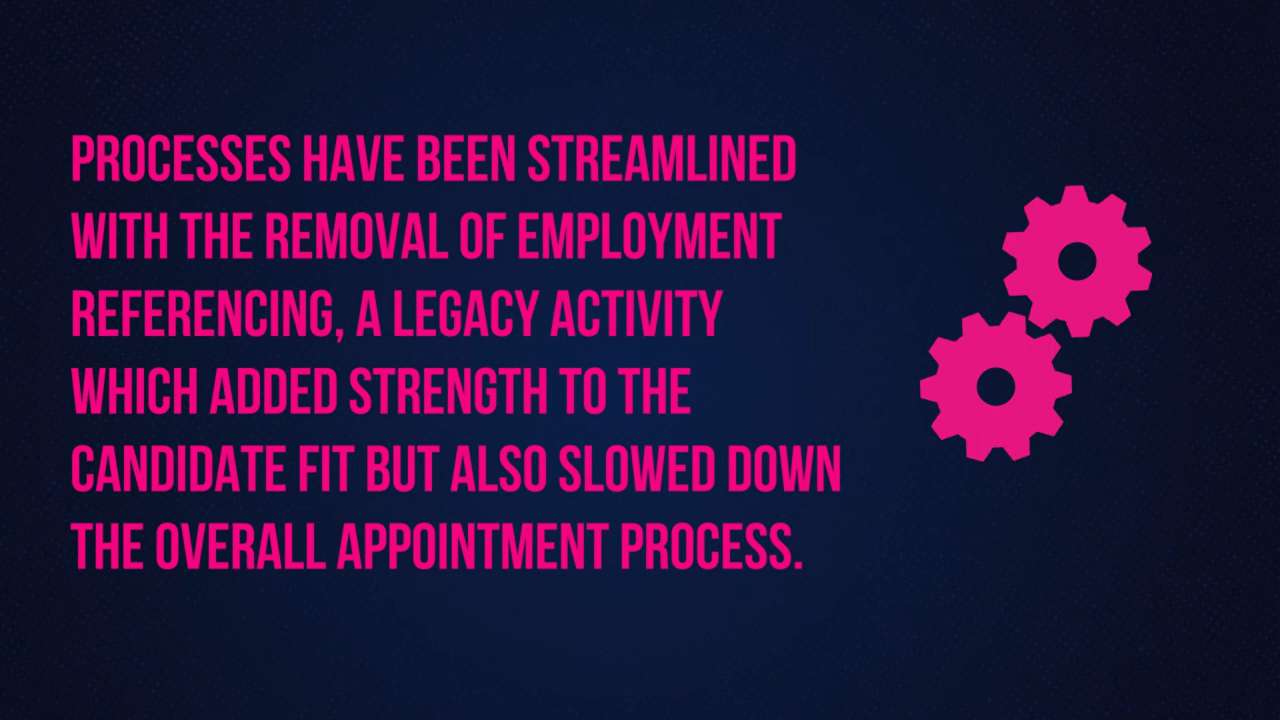 PROCESSES HAVE BEEN STREAMLINED
WITH THE REMOVAL OF EMPLOYMENT
REFERENCING, A LEGACY ACTIVITY
WHICH ADDED STRENGTH TO THE
CANDIDATE FIT BUT ALSO SLOWED DOWN
THE OVERALL APPOINTMENT PROCESS.